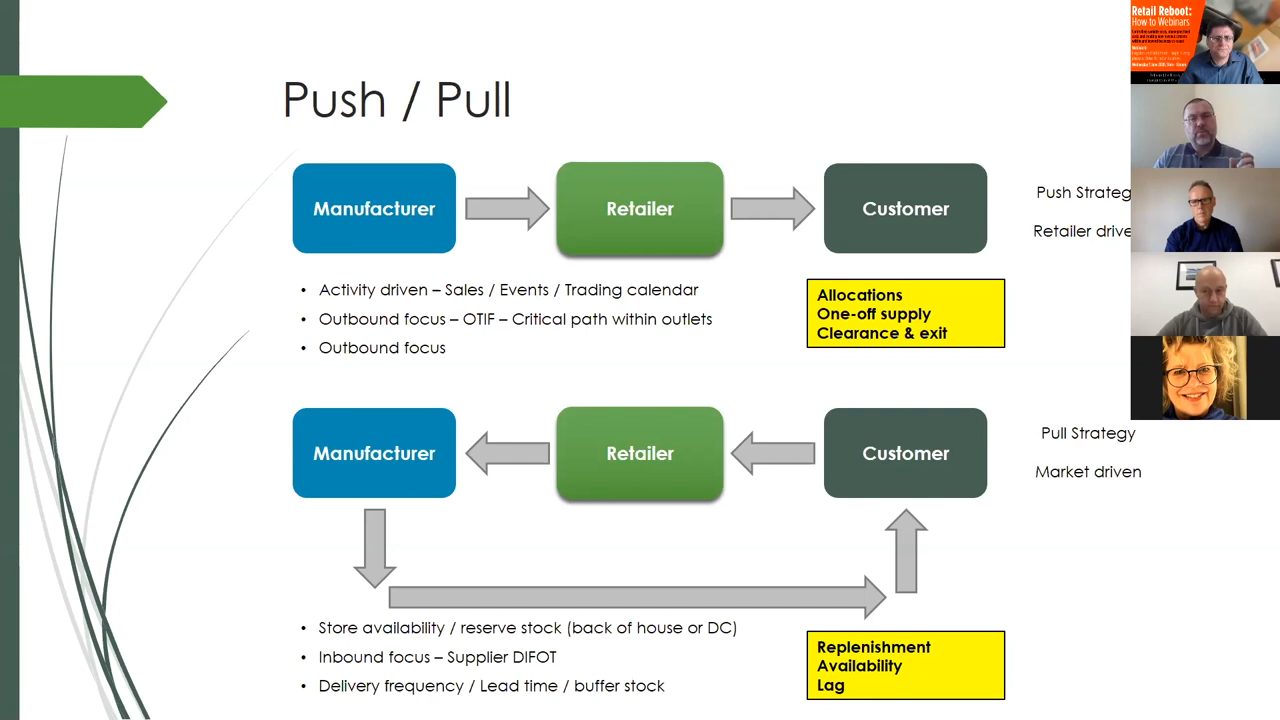 Retail Reboot:
How to Webinars
Push / Pull
Manufacturer
Retailer
Customer
Push Strateg
Retailer drive
• Activity driven – Sales / Events / Trading calendar
• Outbound focus – OTIF – Critical path within outlets
• Outbound focus
Allocations
One-off supply
Clearance & exit
Manufacturer
Retailer
Customer
Pull Strategy
Market driven
• Store availability / reserve stock (back of house or DC)
• Inbound focus – Supplier DIFOT
• Delivery frequency / Lead time / buffer stock
Replenishment
Availability
Lag